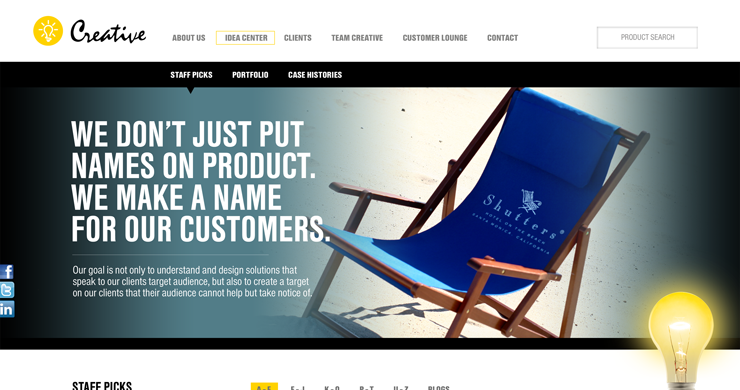 Creative
ABOUT US
IDEA CENTER
CLIENTS
TEAM CREATIVE
CUSTOMER LOUNGE
CONTACT
PRODUCT SEARCH
STAFF PICKS
PORTFOLIO
CASE HISTORIES
WE DON'T JUST PUT
NAMES ON PRODUCT.
WE MAKE A NAME
FOR OUR CUSTOMERS.
Our goal is not only to understand and design solutions that
speak to our clients target audience, but also to create a target
on our clients that their audience cannot help but take notice of.
Shutters®
HOTEL ON THE BEACH
SANTA MONICA, CALIFORNIA
f
t
in
STAFF PICKS
A - E
F - J
K - O
P - T
U - Z
BLOGS